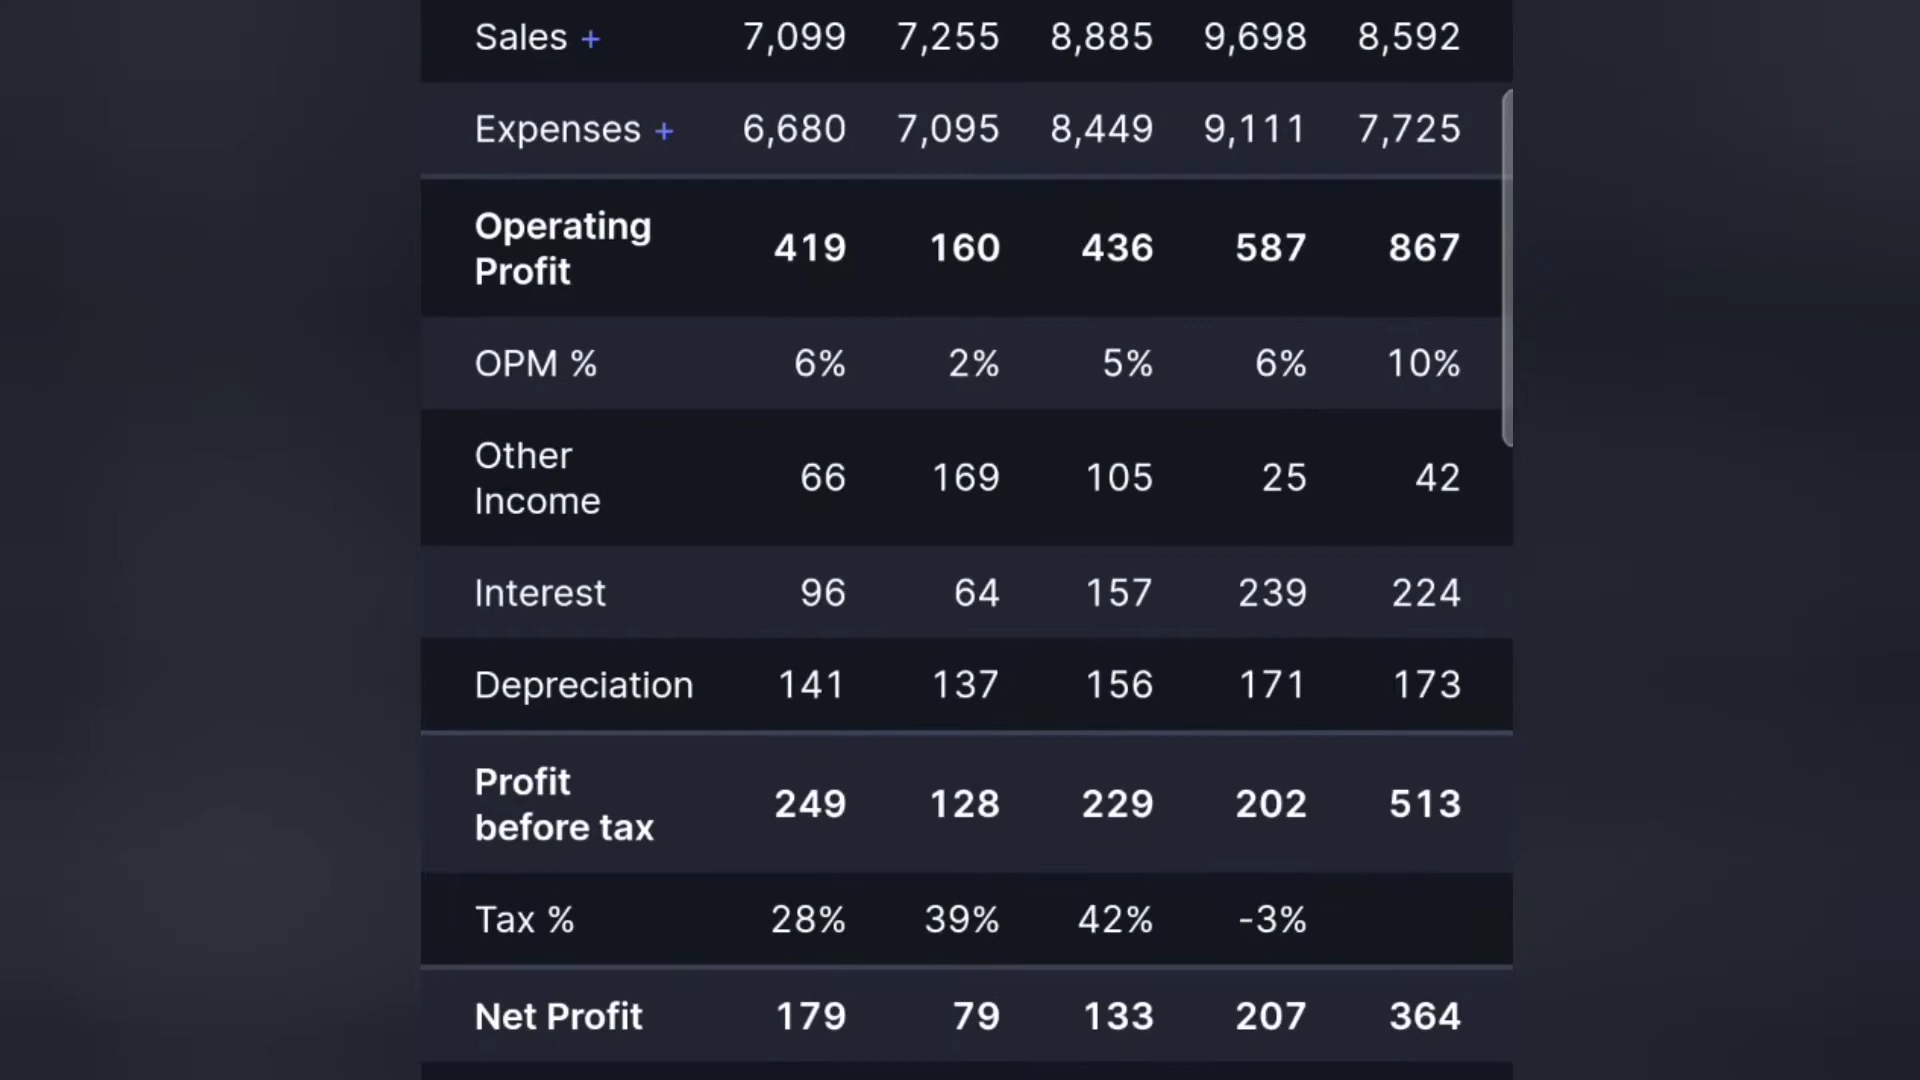 Sales + 7,099 7,255 8,885 9,698 8,592
Expenses + 6,680 7,095 8,449 9,111 7,725
Operating
Profit 419 160 436 587 867
OPM % 6% 2% 5% 6% 10%
Other
Income 66 169 105 25 42
Interest 96 64 157 239 224
Depreciation 141 137 156 171 173
Profit
before tax 249 128 229 202 513
Tax % 28% 39% 42% -3%
Net Profit 179 79 133 207 364